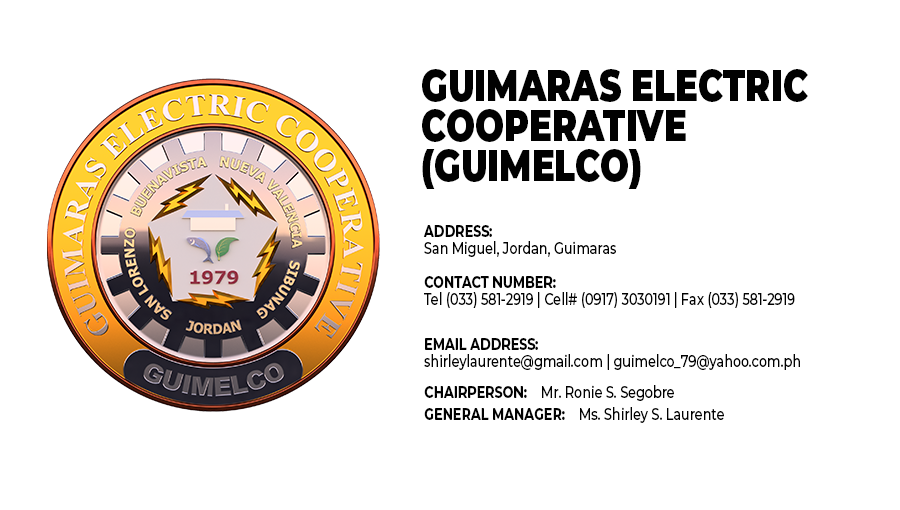 GUIMARAS ELECTRIC COOPERATIVE
BUENAVISTA
NUEVA VALENCIA
SAN LORENZO
SIBUNAG
JORDAN
1979
GUIMELCO
GUIMARAS ELECTRIC
COOPERATIVE
(GUIMELCO)
ADDRESS:
San Miguel, Jordan, Guimaras
CONTACT NUMBER:
Tel (033) 581-2919 | Cell# (0917) 3030191 | Fax (033) 581-2919
EMAIL ADDRESS:
shirleylaurente@gmail.com | guimelco_79@yahoo.com.ph
CHAIRPERSON: Mr. Ronie S. Segobre
GENERAL MANAGER: Ms. Shirley S. Laurente